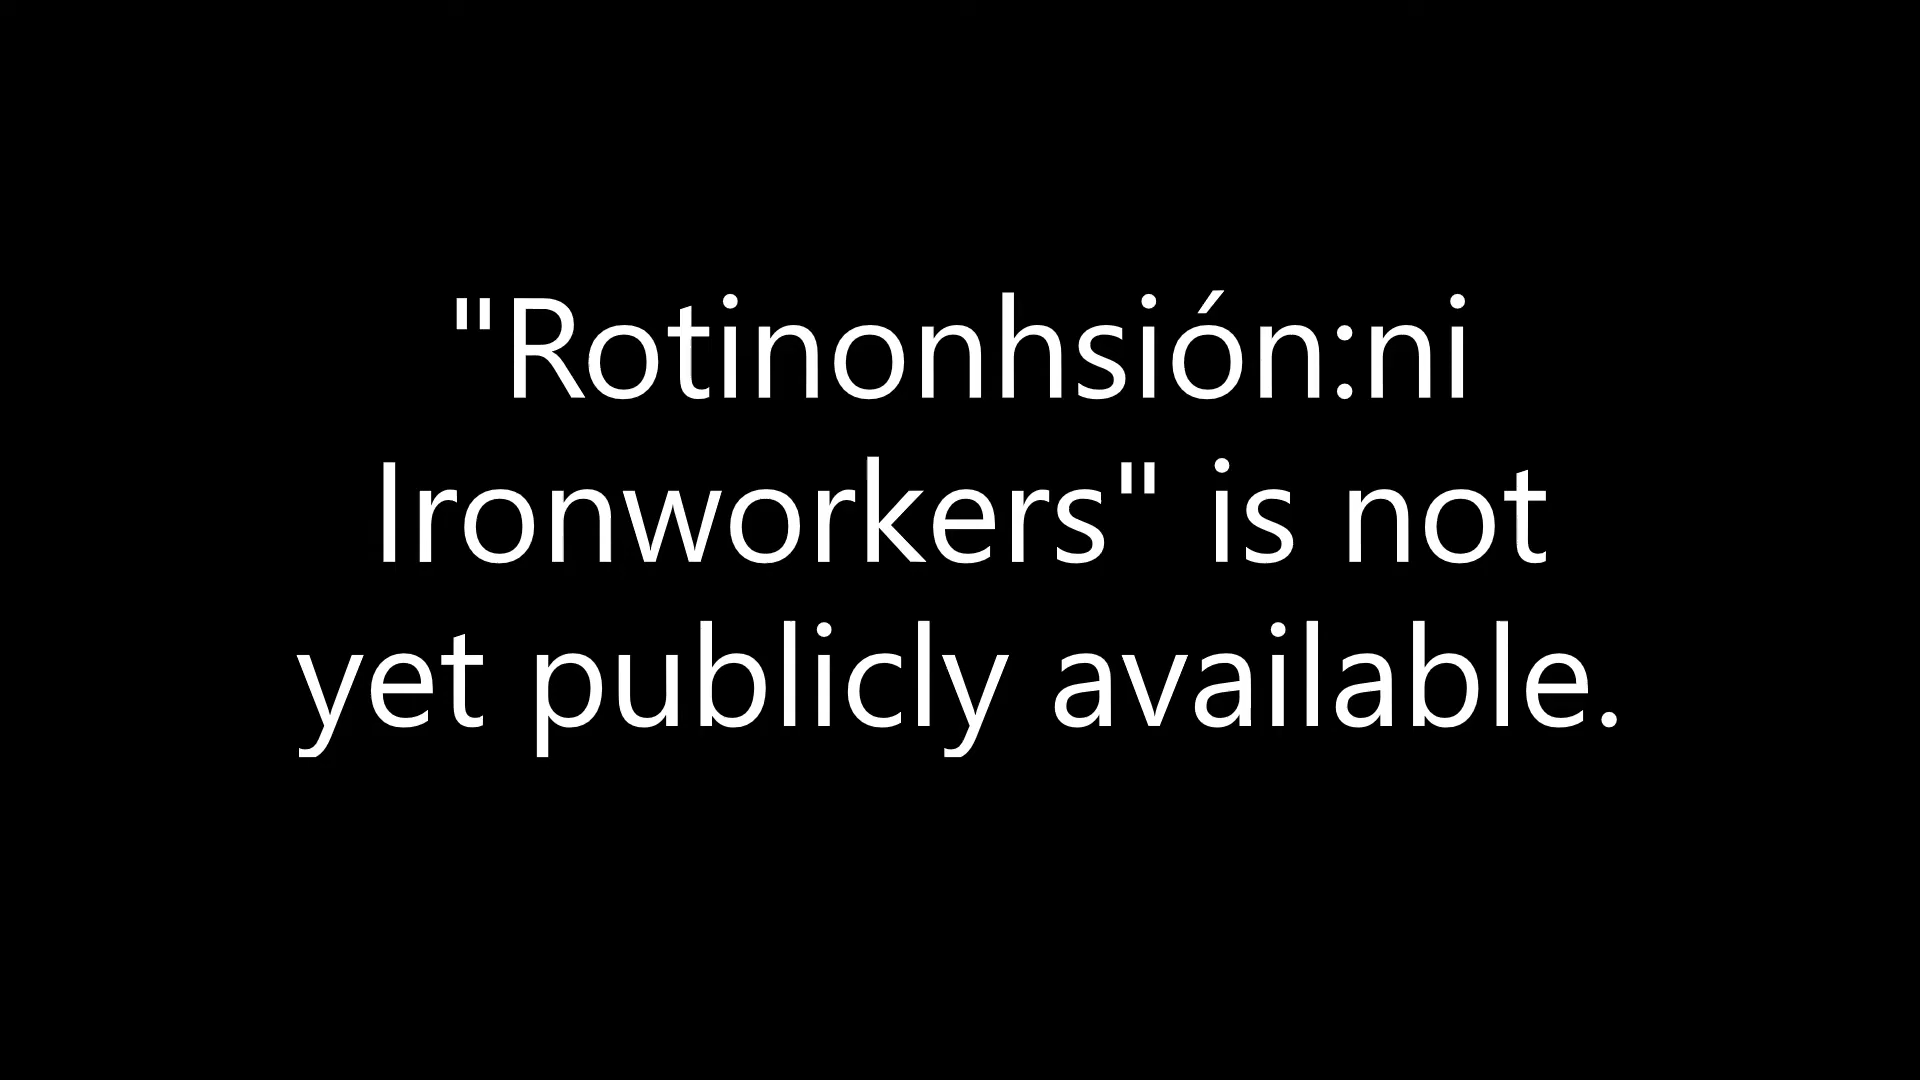 "Rotinonhsión:ni
Ironworkers" is not
yet publicly available.